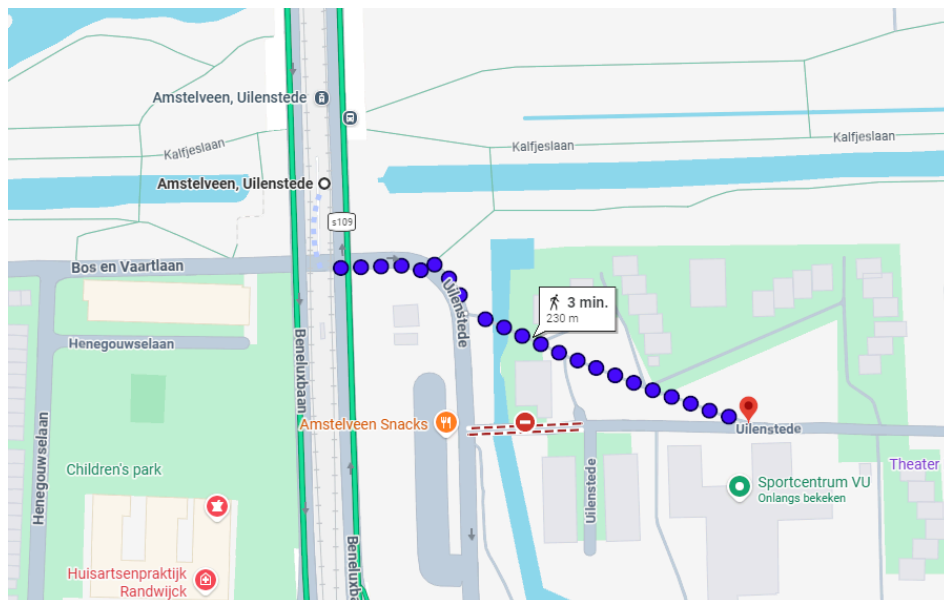 Amstelveen, Uilenstede
Kalfjeslaan
Kalfjeslaan
Kalfjeslaan
Amstelveen, Uilenstede
s109
Bos en Vaartlaan
Uilenstede
3 min.
230 m
Henegouwselaan
Beneluxbaan
Amstelveen Snacks
Uilenstede
Henegouwselaan
Children's park
Uilenstede
Theater
Sportcentrum VU
Onlangs bekeken
Beneluxba
Huisartsenpraktijk
Randwijck